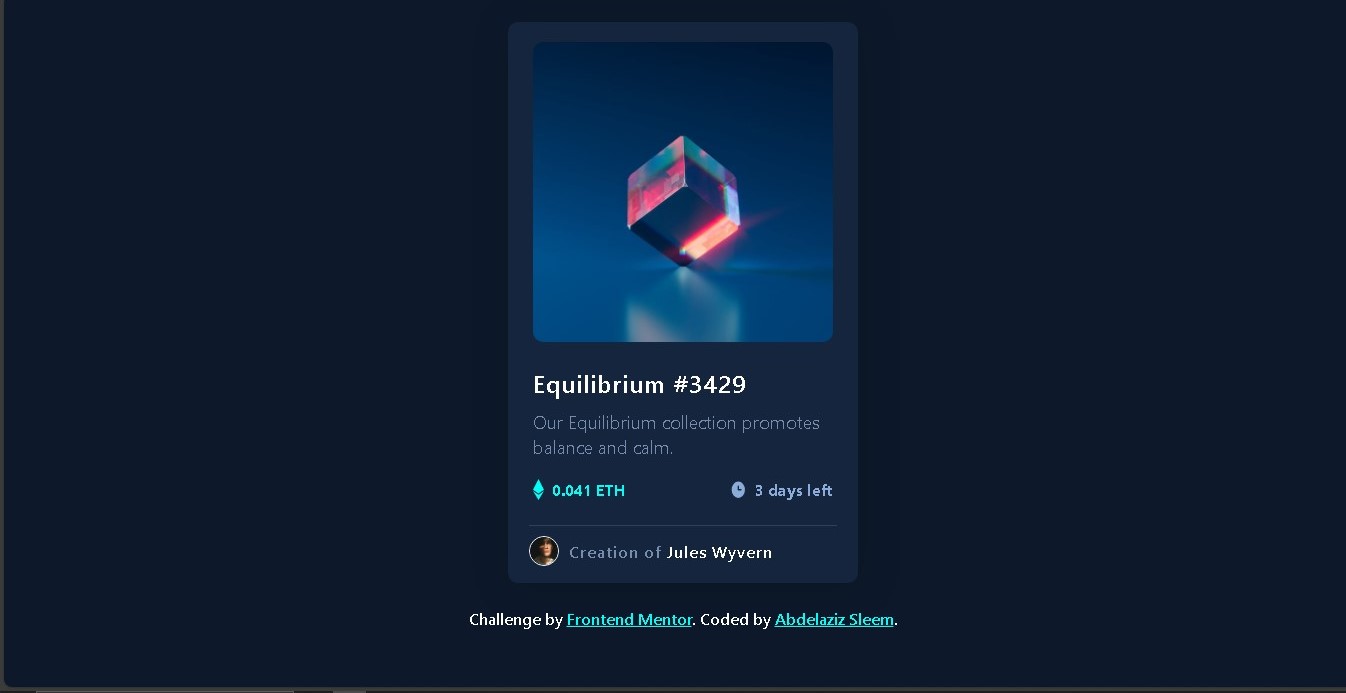 Equilibrium #3429
Our Equilibrium collection promotes
balance and calm.
0.041 ETH
3 days left
Creation of Jules Wyvern
Challenge by Frontend Mentor. Coded by Abdelaziz Sleem.